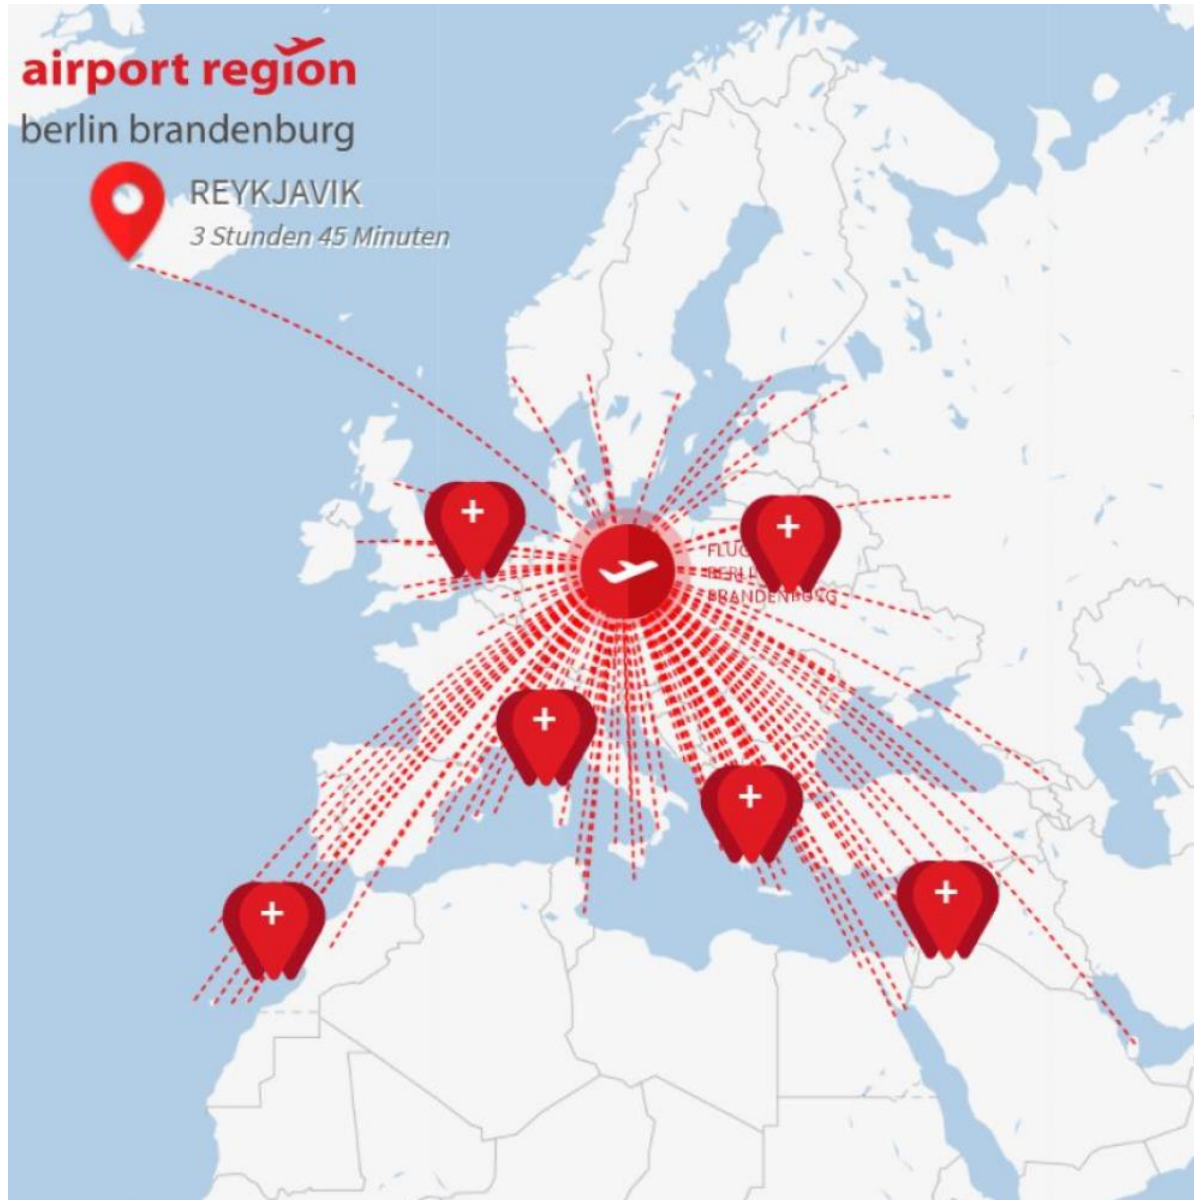 airport region
berlin brandenburg
REYKJAVIK
3 Stunden 45 Minuten
BRANDENBURG